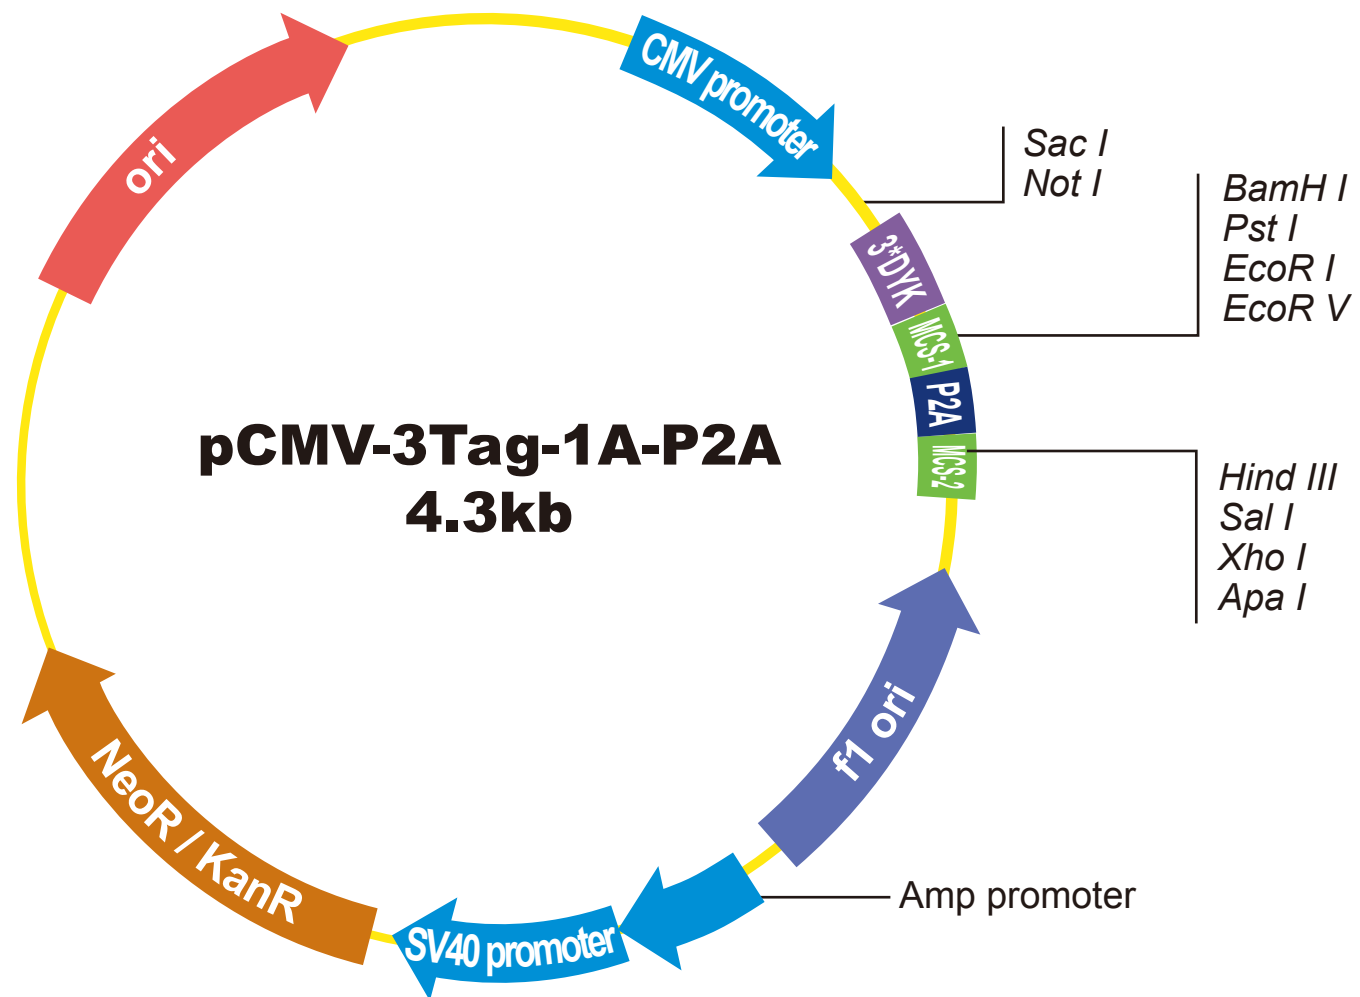 ori
CMV promoter
Sac I
Not I
BamH I
Pst I
EcoR I
EcoR V
3*DYK
MCS-1
P2A
MCS-2
pCMV-3Tag-1A-P2A
4.3kb
Hind III
Sal I
Xho I
Apa I
f1 ori
NeoR / KanR
SV40 promoter
Amp promoter